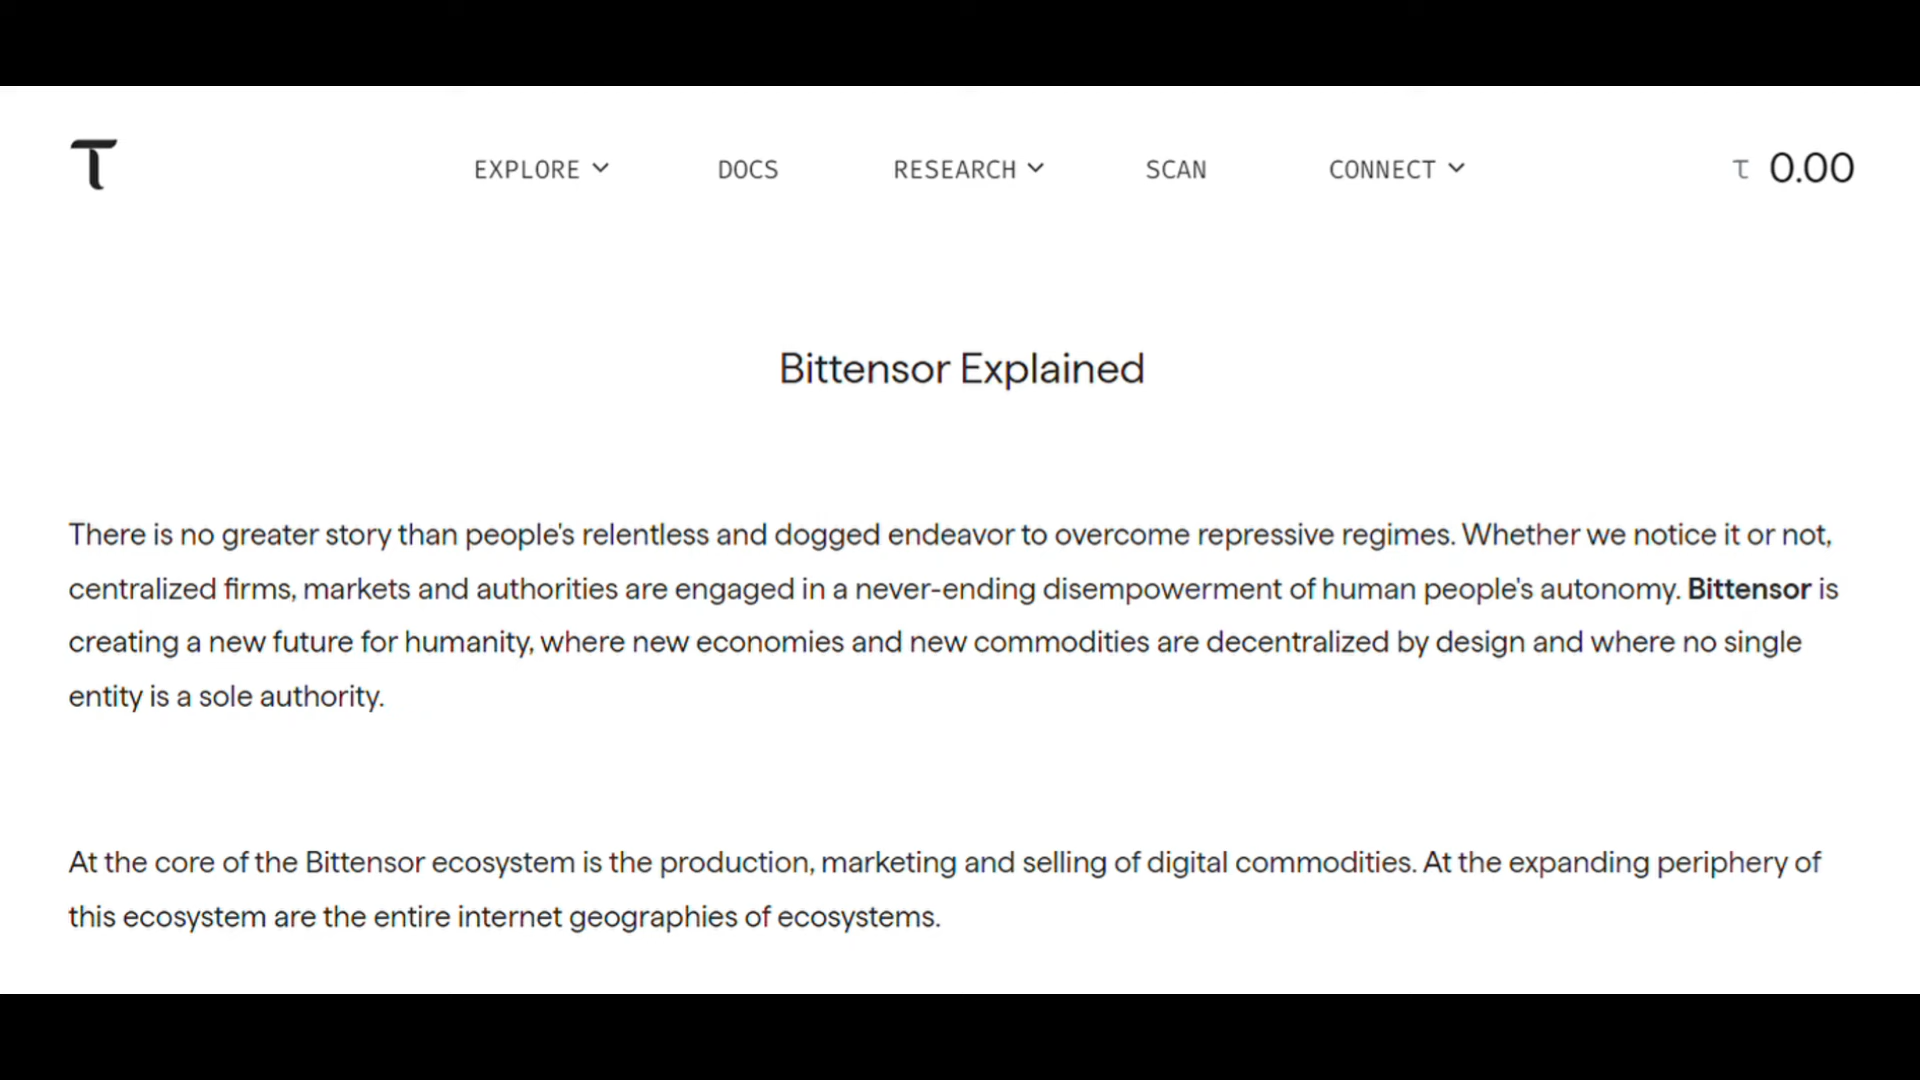 τ
EXPLORE
DOCS
RESEARCH
SCAN
CONNECT
τ 0.00
Bittensor Explained
There is no greater story than people's relentless and dogged endeavor to overcome repressive regimes. Whether we notice it or not,
centralized firms, markets and authorities are engaged in a never-ending disempowerment of human people's autonomy. Bittensor is
creating a new future for humanity, where new economies and new commodities are decentralized by design and where no single
entity is a sole authority.
At the core of the Bittensor ecosystem is the production, marketing and selling of digital commodities. At the expanding periphery of
this ecosystem are the entire internet geographies of ecosystems.